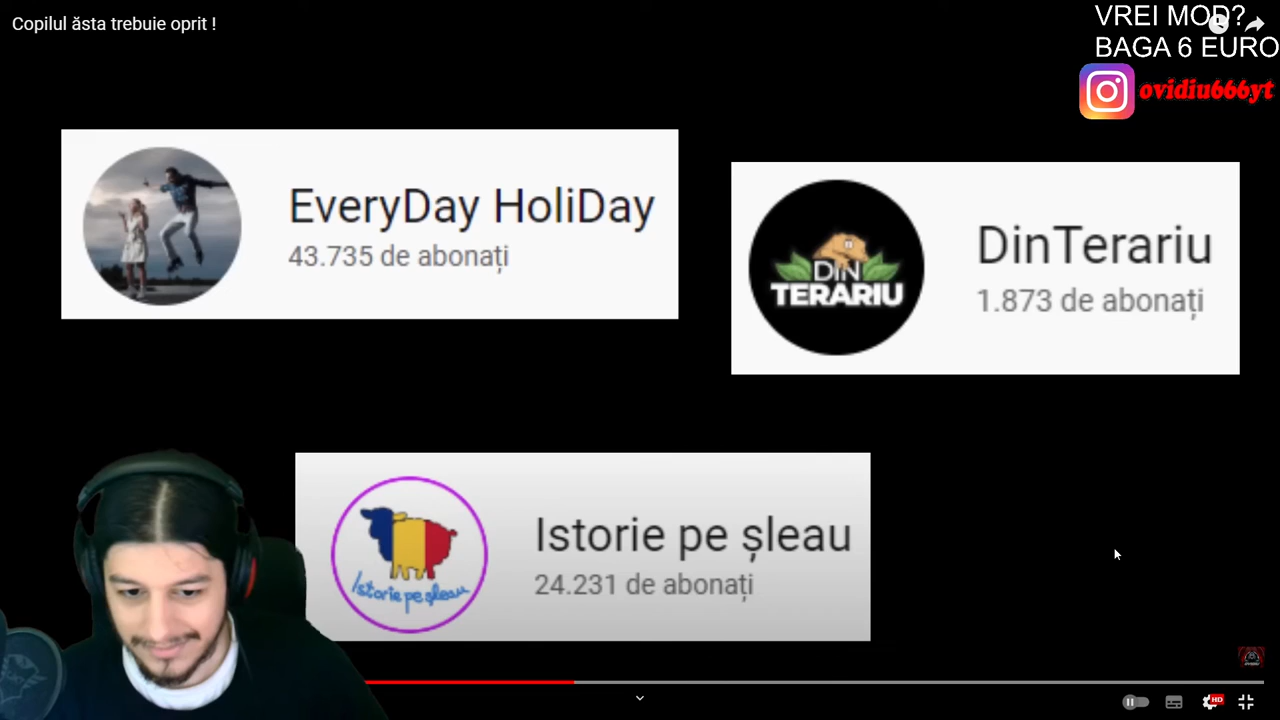 Copilul ăsta trebuie oprit !
VREI MOD?
BAGA 6 EURO
ovidiu666yt
EveryDay HoliDay
43.735 de abonați
DIN
TERARIU
DinTerariu
1.873 de abonați
Istorie pe șleau
Istorie pe șleau
24.231 de abonați
HD